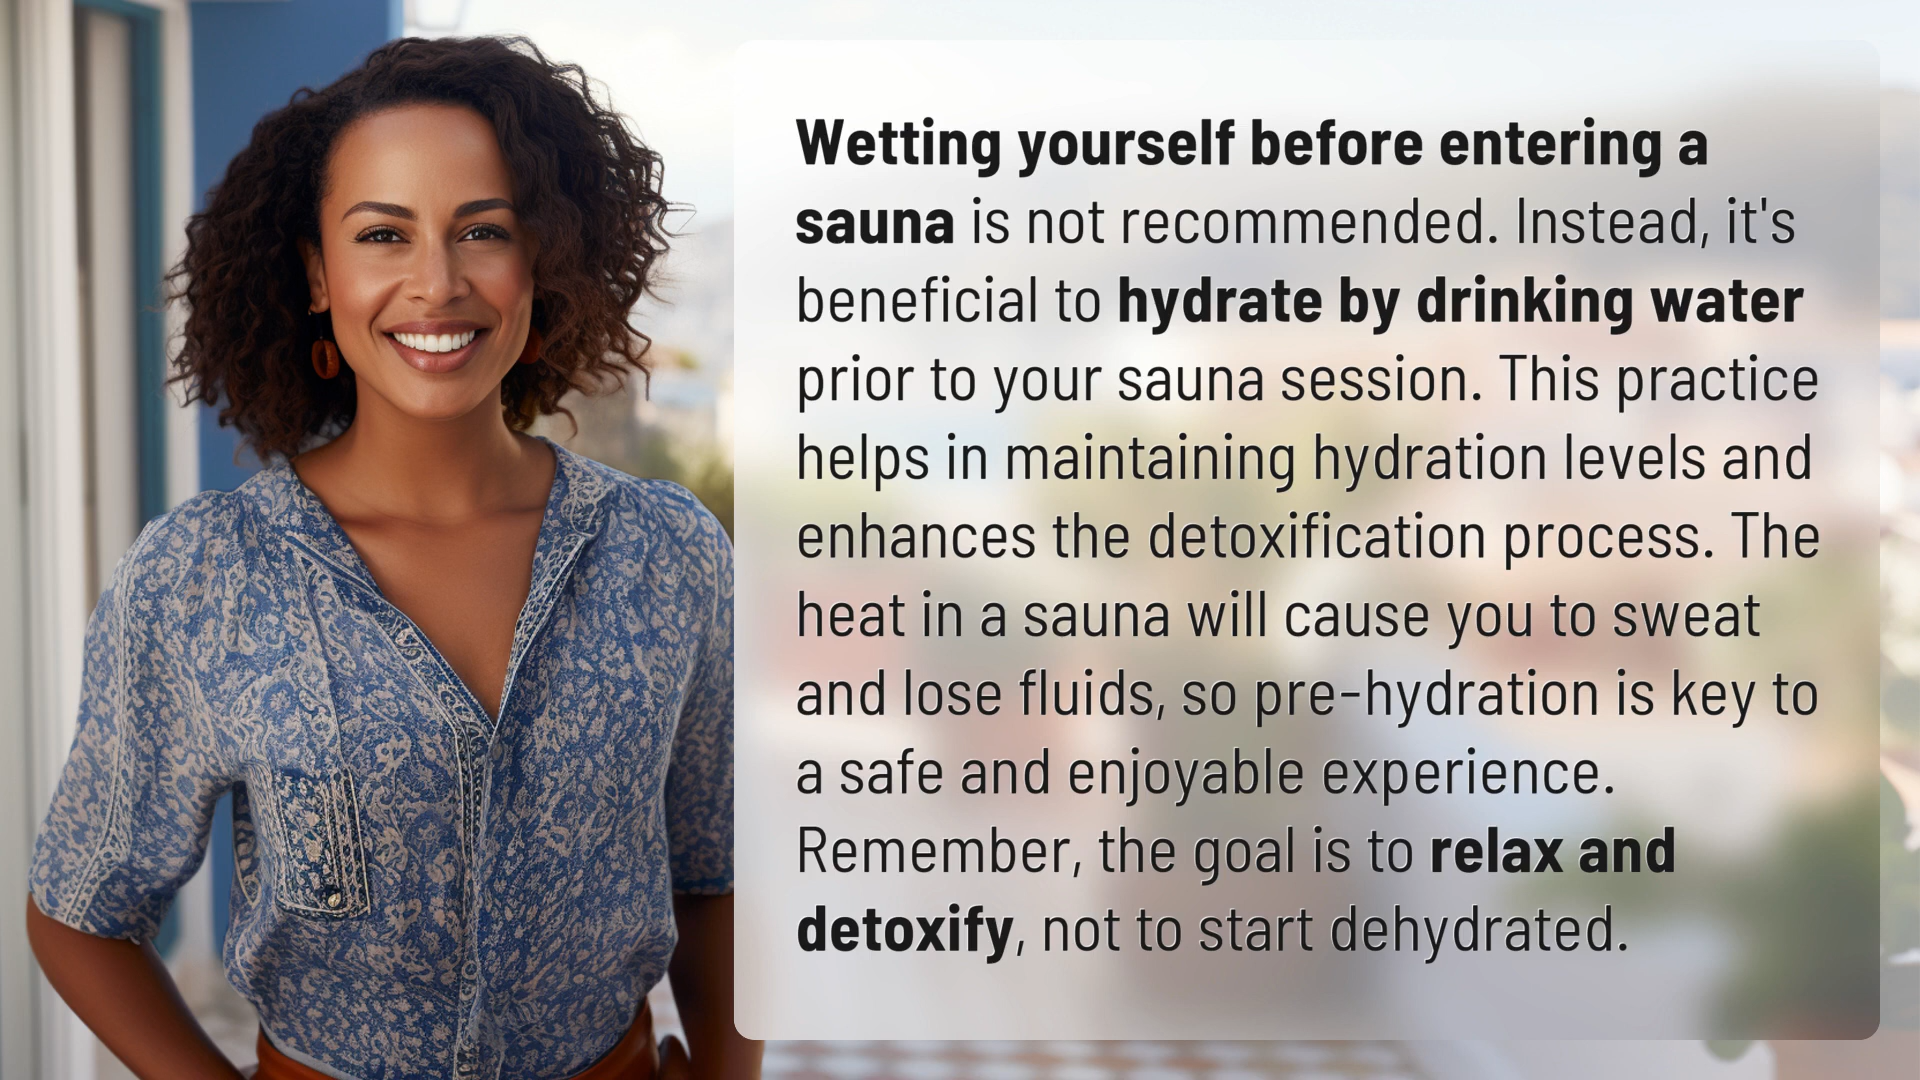 Wetting yourself before entering a
sauna is not recommended. Instead, it's
beneficial to hydrate by drinking water
prior to your sauna session. This practice
helps in maintaining hydration levels and
enhances the detoxification process. The
heat in a sauna will cause you to sweat
and lose fluids, so pre-hydration is key to
a safe and enjoyable experience.
Remember, the goal is to relax and
detoxify, not to start dehydrated.